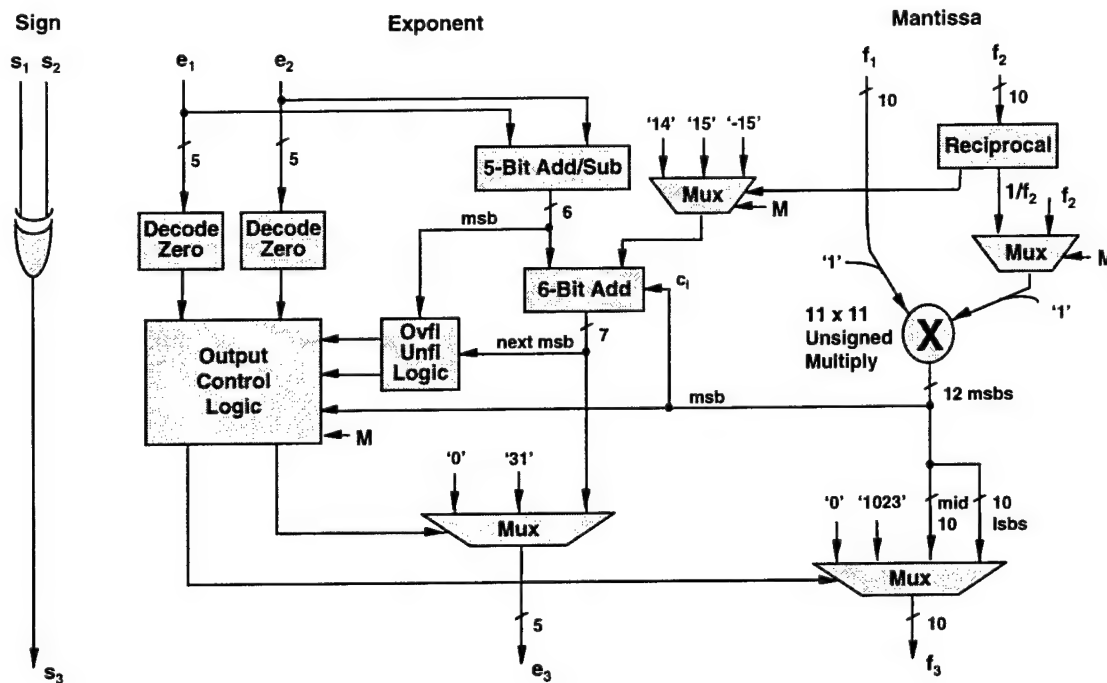 Sign
Exponent
Mantissa
s1 s2
e1
e2
f1
f2
10
10
'14' '15' '-15'
5
5
5-Bit Add/Sub
Reciprocal
Mux
M
1/f2
f2
6
msb
Decode
Zero
Decode
Zero
Mux
M
6-Bit Add
ci
'1'
'1'
11 x 11
Unsigned
Multiply
X
Ovfl
Unfl
Logic
next msb
7
Output
Control
Logic
12 msbs
msb
M
'0' '31'
'0' '1023'
mid
10
10
lsbs
Mux
Mux
5
10
s3
e3
f3